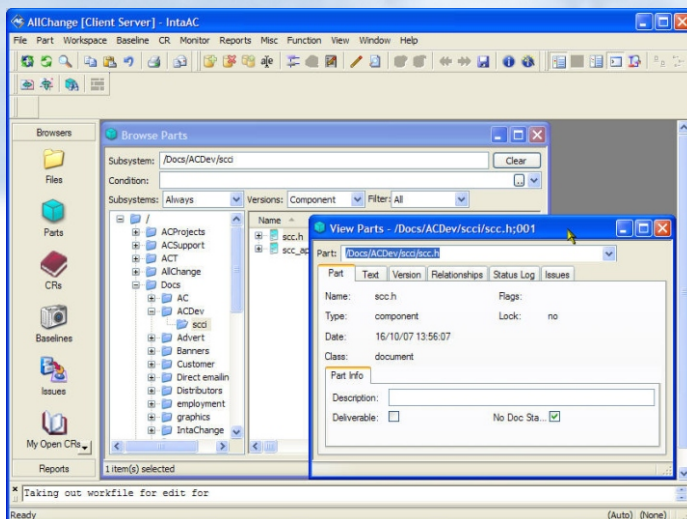 AllChange [Client Server] - IntaAC
File Part Workspace Baseline CR Monitor Reports Misc Function View Window Help
Browsers
Files
Parts
CRs
Baselines
Issues
My Open CRs
Reports
Browse Parts
Subsystem: /Docs/ACDev/scci Clear
Condition:
Subsystems: Always Versions: Component Filter: All
/
ACProjects
ACSupport
ACT
AllChange
Docs
AC
ACDev
scci
Advert
Banners
Customer
Direct emailin
Distributors
employment
graphics
IntaChange
Name
scc.h
scc_ap
1 item(s) selected
View Parts - /Docs/ACDev/scci/scc.h;001
Part: /Docs/ACDev/scci/scc.h
Part Text Version Relationships Status Log Issues
Name: scc.h Flags:
Type: component Lock: no
Date: 16/10/07 13:56:07
Class: document
Part Info
Description:
Deliverable: No Doc Sta...
Taking out workfile for edit for
Ready (Auto) (None)